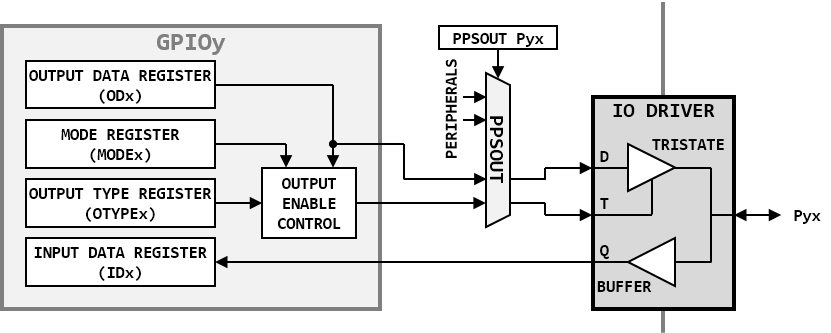 GPIOy
OUTPUT DATA REGISTER
(ODx)
MODE REGISTER
(MODEx)
OUTPUT TYPE REGISTER
(OTYPEx)
INPUT DATA REGISTER
(IDx)
OUTPUT
ENABLE
CONTROL
PPSOUT Pyx
PERIPHERALS
PPSOUT
IO DRIVER
TRISTATE
D
T
Q
BUFFER
Pyx